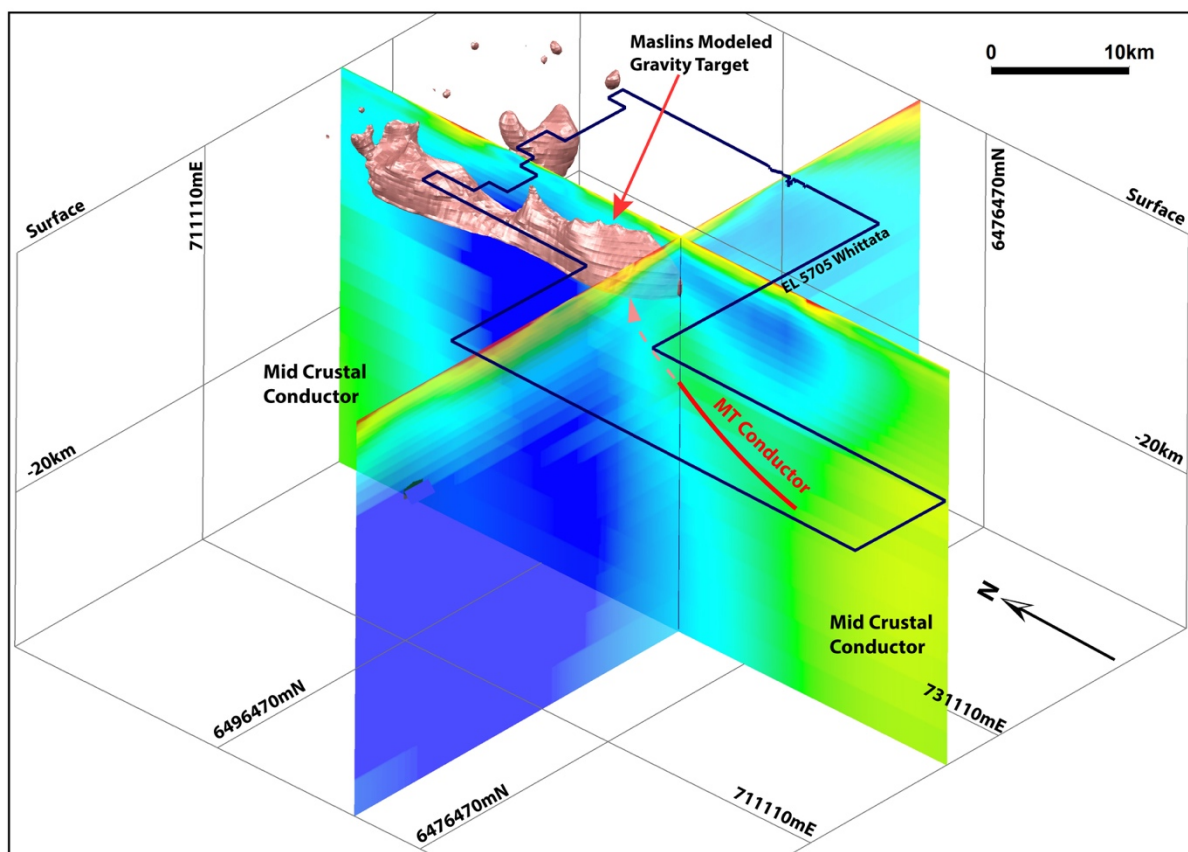 Maslins Modeled
Gravity Target
0 10km
Surface
711110mE
6476470mN
Surface
EL 5705 Whittata
Mid Crustal
Conductor
MT Conductor
-20km
-20km
N
Mid Crustal
Conductor
6496470mN
731110mE
6476470mN
711110mE